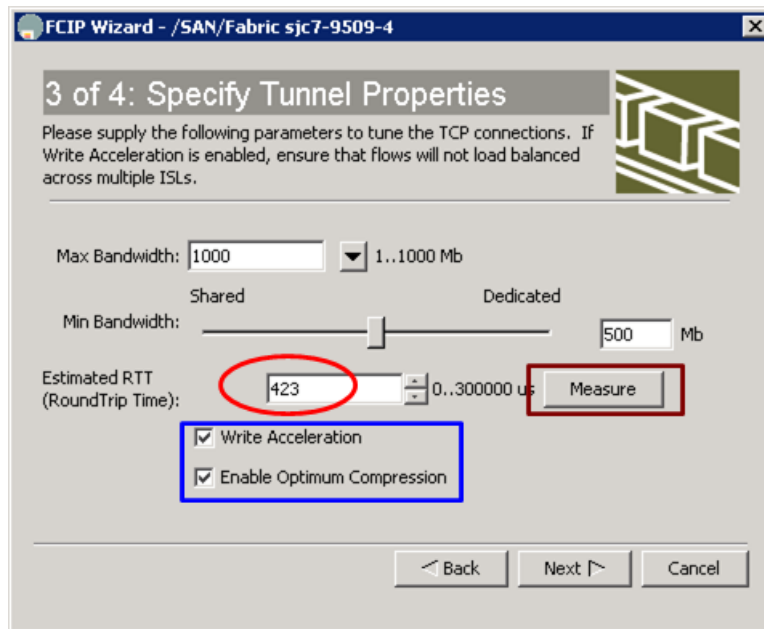 FCIP Wizard - /SAN/Fabric sjc7-9509-4
3 of 4: Specify Tunnel Properties
Please supply the following parameters to tune the TCP connections. If
Write Acceleration is enabled, ensure that flows will not load balanced
across multiple ISLs.
Max Bandwidth: 1000 1..1000 Mb
Shared Dedicated
Min Bandwidth: 500 Mb
Estimated RTT
(RoundTrip Time): 423 0..300000 us Measure
Write Acceleration
Enable Optimum Compression
Back Next Cancel